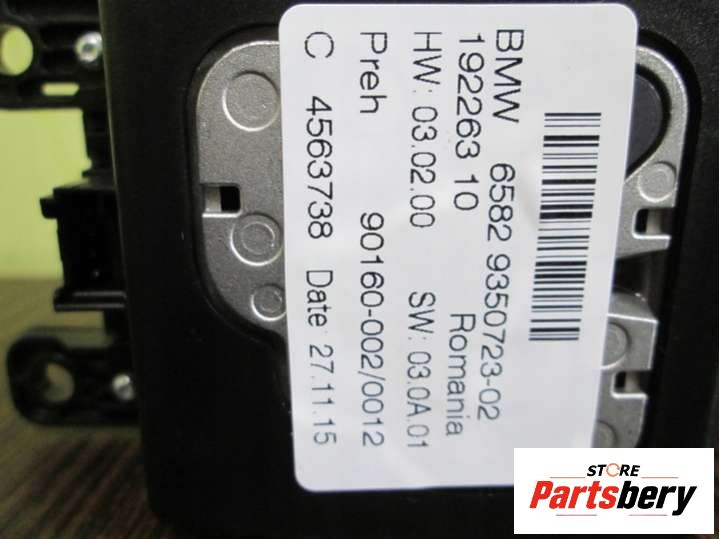 BMW 6582 9350723-02
192263 10 Romania
HW: 03.02.00 SW: 03.0A.01
Preh 90160-002/0012
C 4563738 Date: 27.11.15
STORE
Partsbery